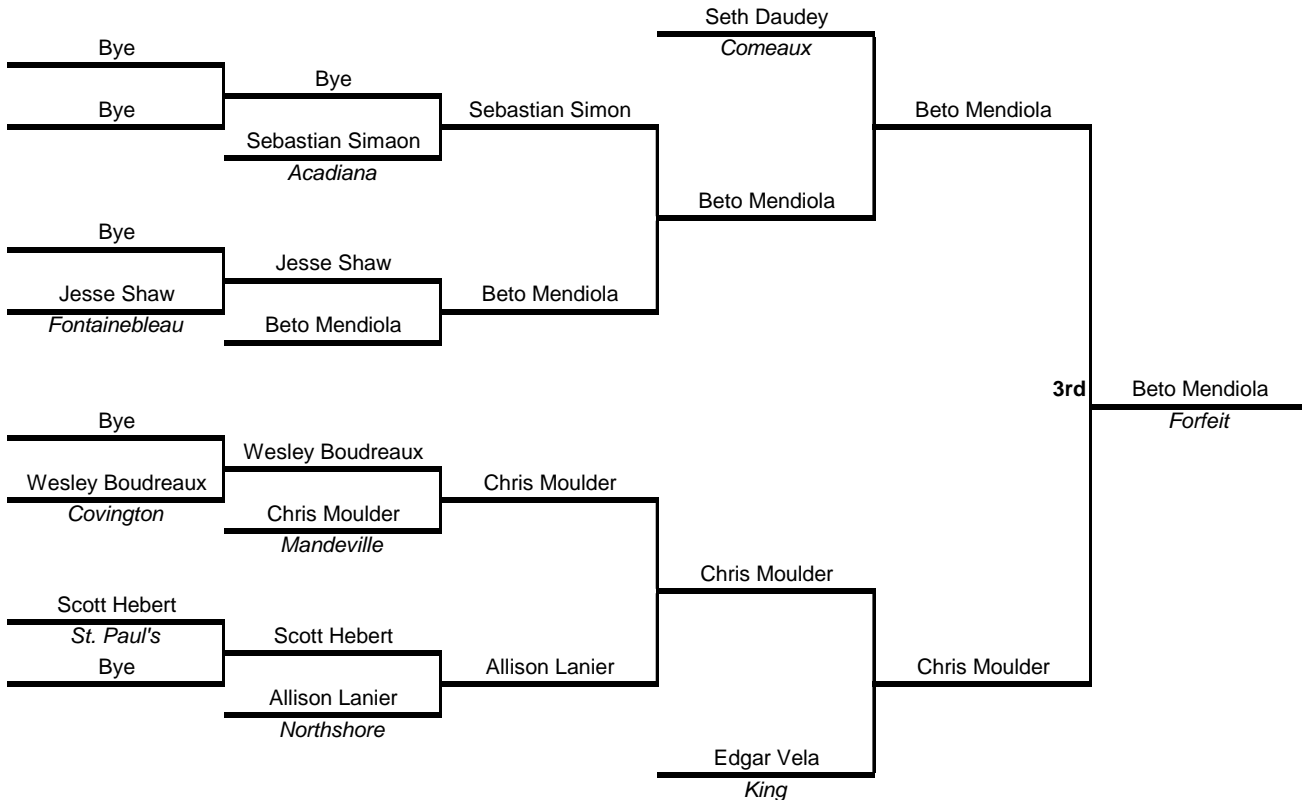 Seth Daudey
Comeaux
Bye
Bye
Bye
Sebastian Simon
Beto Mendiola
Sebastian Simaon
Acadiana
Beto Mendiola
Bye
Jesse Shaw
Jesse Shaw
Beto Mendiola
Fontainebleau
Beto Mendiola
3rd
Beto Mendiola
Forfeit
Bye
Wesley Boudreaux
Wesley Boudreaux
Chris Moulder
Covington
Chris Moulder
Mandeville
Chris Moulder
Scott Hebert
St. Paul's
Scott Hebert
Bye
Allison Lanier
Chris Moulder
Allison Lanier
Northshore
Edgar Vela
King